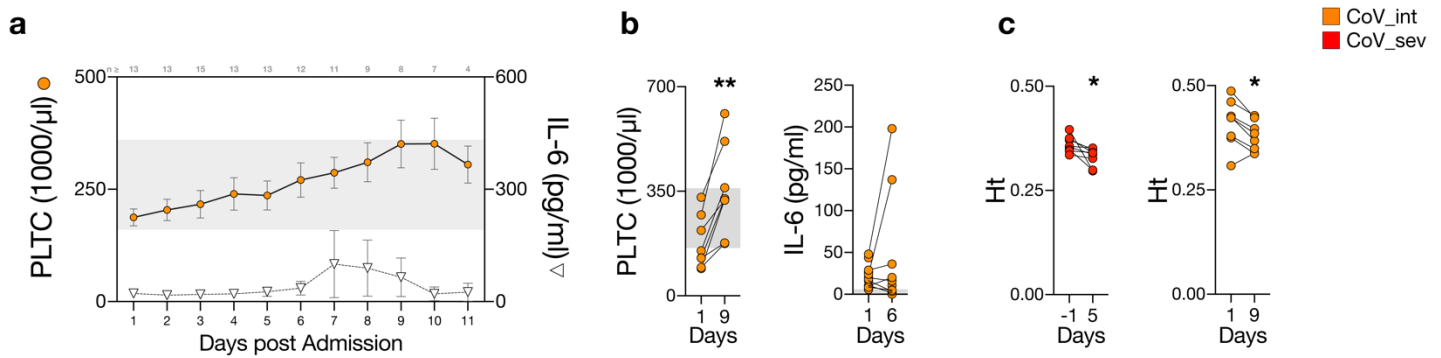 a
b
c
CoV_int
CoV_sev
n ≥ 13 13 15 13 13 12 11 9 8 7 4
PLTC (1000/µl)
500
250
0
IL-6 (pg/ml)
600
300
0
1 2 3 4 5 6 7 8 9 10 11
Days post Admission
PLTC (1000/µl)
700
350
0
**
1 9
Days
IL-6 (pg/ml)
250
200
150
100
50
0
1 6
Days
Ht
0.50
0.25
0.00
*
-1 5
Days
Ht
0.50
0.25
0.00
*
1 9
Days